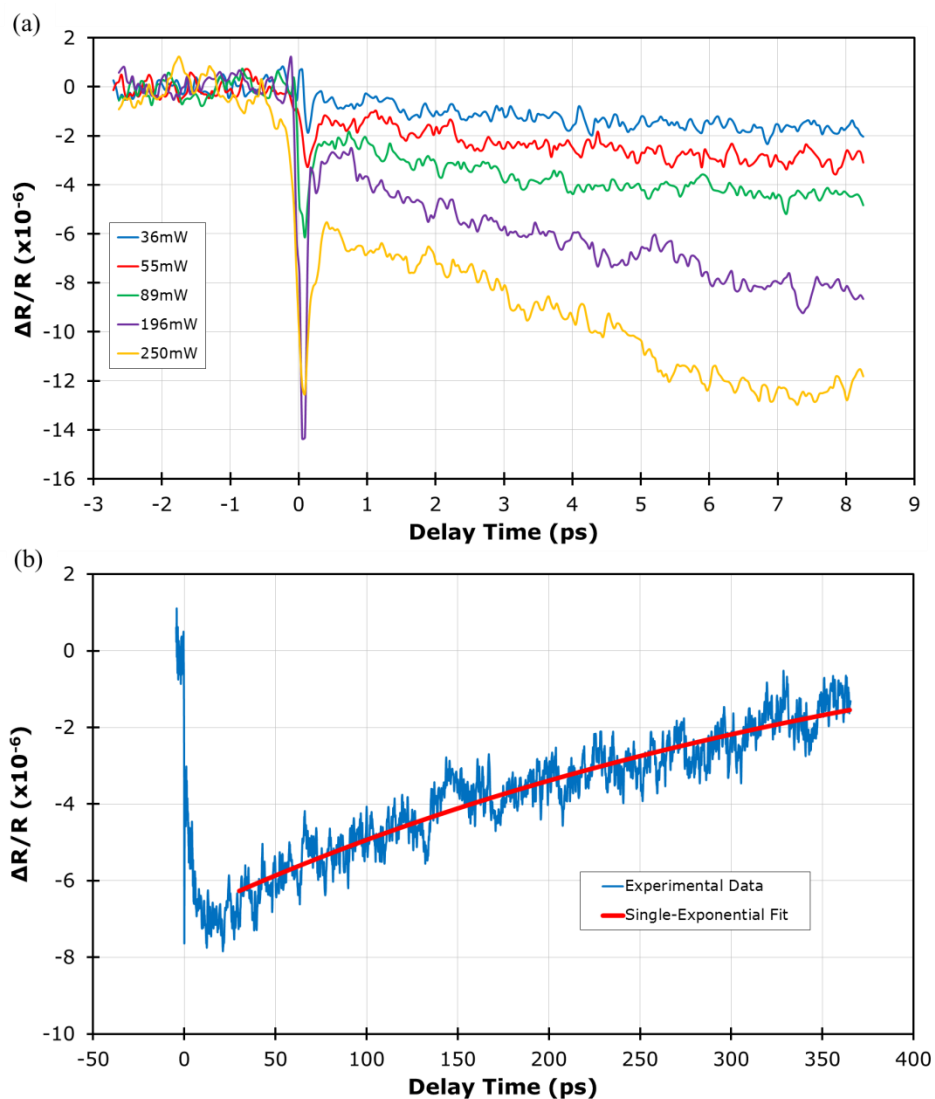 (a)
2
0
-2
-4
-6
-8
-10
-12
-14
-16
ΔR/R (x10⁻⁶)
36mW
55mW
89mW
196mW
250mW
-3 -2 -1 0 1 2 3 4 5 6 7 8 9
Delay Time (ps)
(b)
2
0
-2
-4
-6
-8
-10
ΔR/R (x10⁻⁶)
Experimental Data
Single-Exponential Fit
-50 0 50 100 150 200 250 300 350 400
Delay Time (ps)